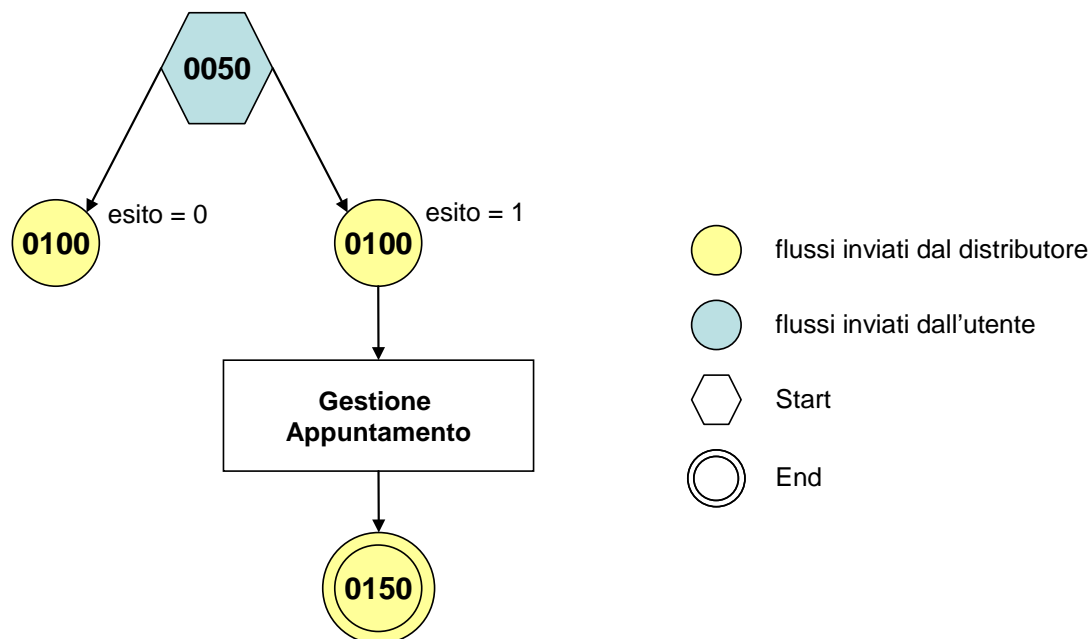 0050
esito = 0
esito = 1
0100
0100
flussi inviati dal distributore
flussi inviati dall'utente
Gestione
Appuntamento
Start
End
0150